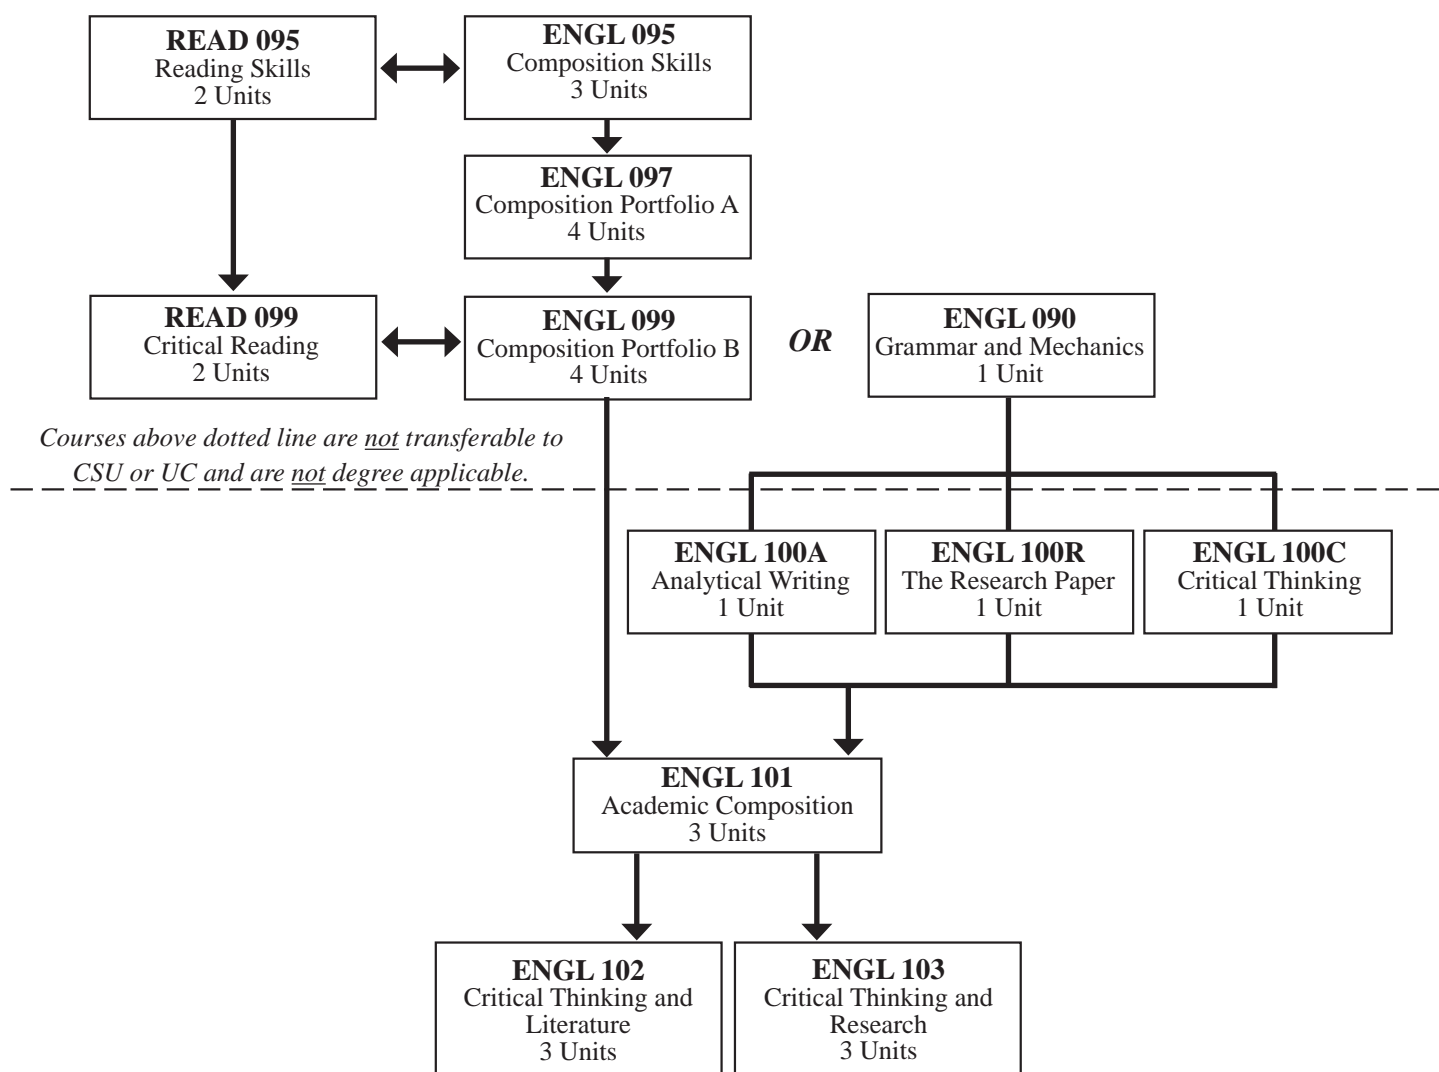 READ 095
Reading Skills
2 Units
ENGL 095
Composition Skills
3 Units
ENGL 097
Composition Portfolio A
4 Units
READ 099
Critical Reading
2 Units
ENGL 099
Composition Portfolio B
4 Units
OR
ENGL 090
Grammar and Mechanics
1 Unit
Courses above dotted line are not transferable to
CSU or UC and are not degree applicable.
ENGL 100A
Analytical Writing
1 Unit
ENGL 100R
The Research Paper
1 Unit
ENGL 100C
Critical Thinking
1 Unit
ENGL 101
Academic Composition
3 Units
ENGL 102
Critical Thinking and
Literature
3 Units
ENGL 103
Critical Thinking and
Research
3 Units